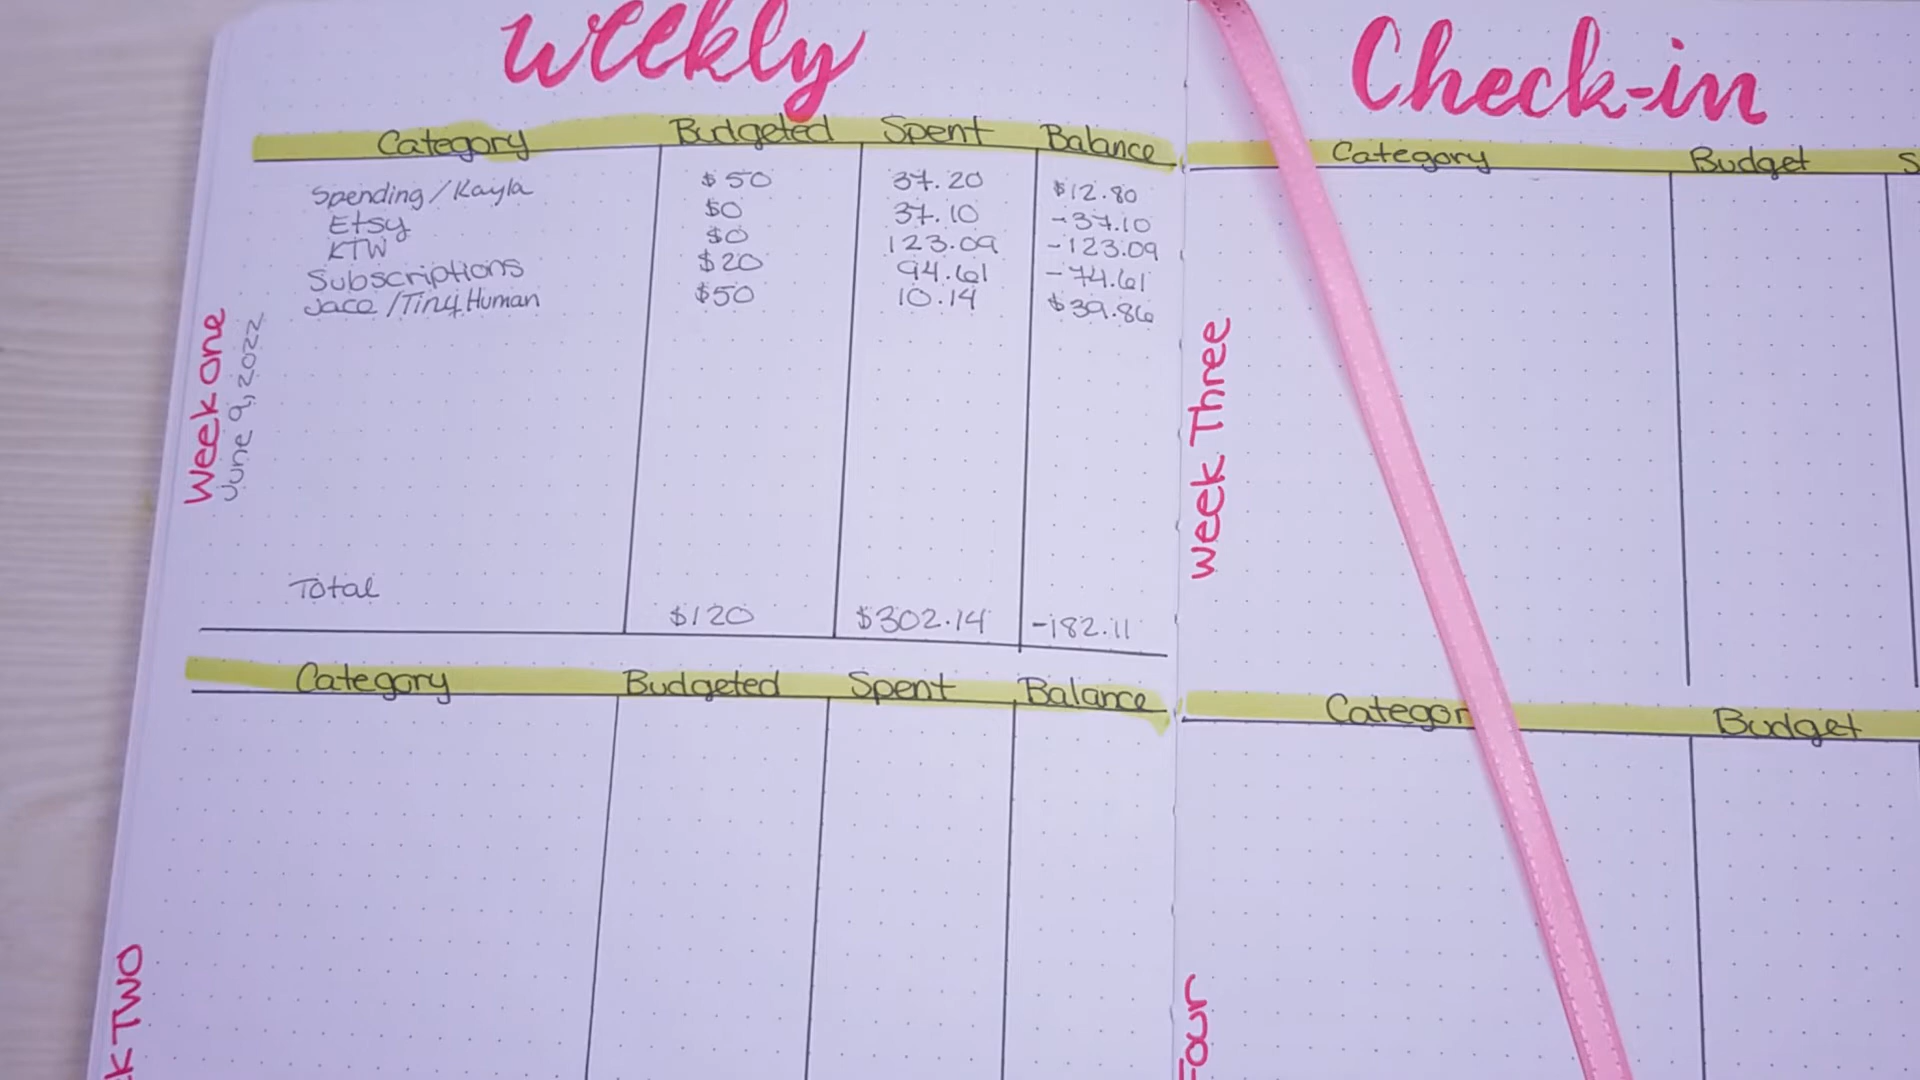 Weekly
Category Budgeted Spent Balance
Spending/Kayla $50 37.20 $12.80
Etsy $0 37.10 -37.10
KTW $0 123.09 -123.09
Subscriptions $20 94.61 -74.61
Jace/Tiny Human $50 10.14 $39.86
Total
$120 $302.14 -182.11
Week one
June 9, 2022
Category Budgeted Spent Balance
k Two
Check-in
Category Budget S
Week Three
Categor Budget
Four